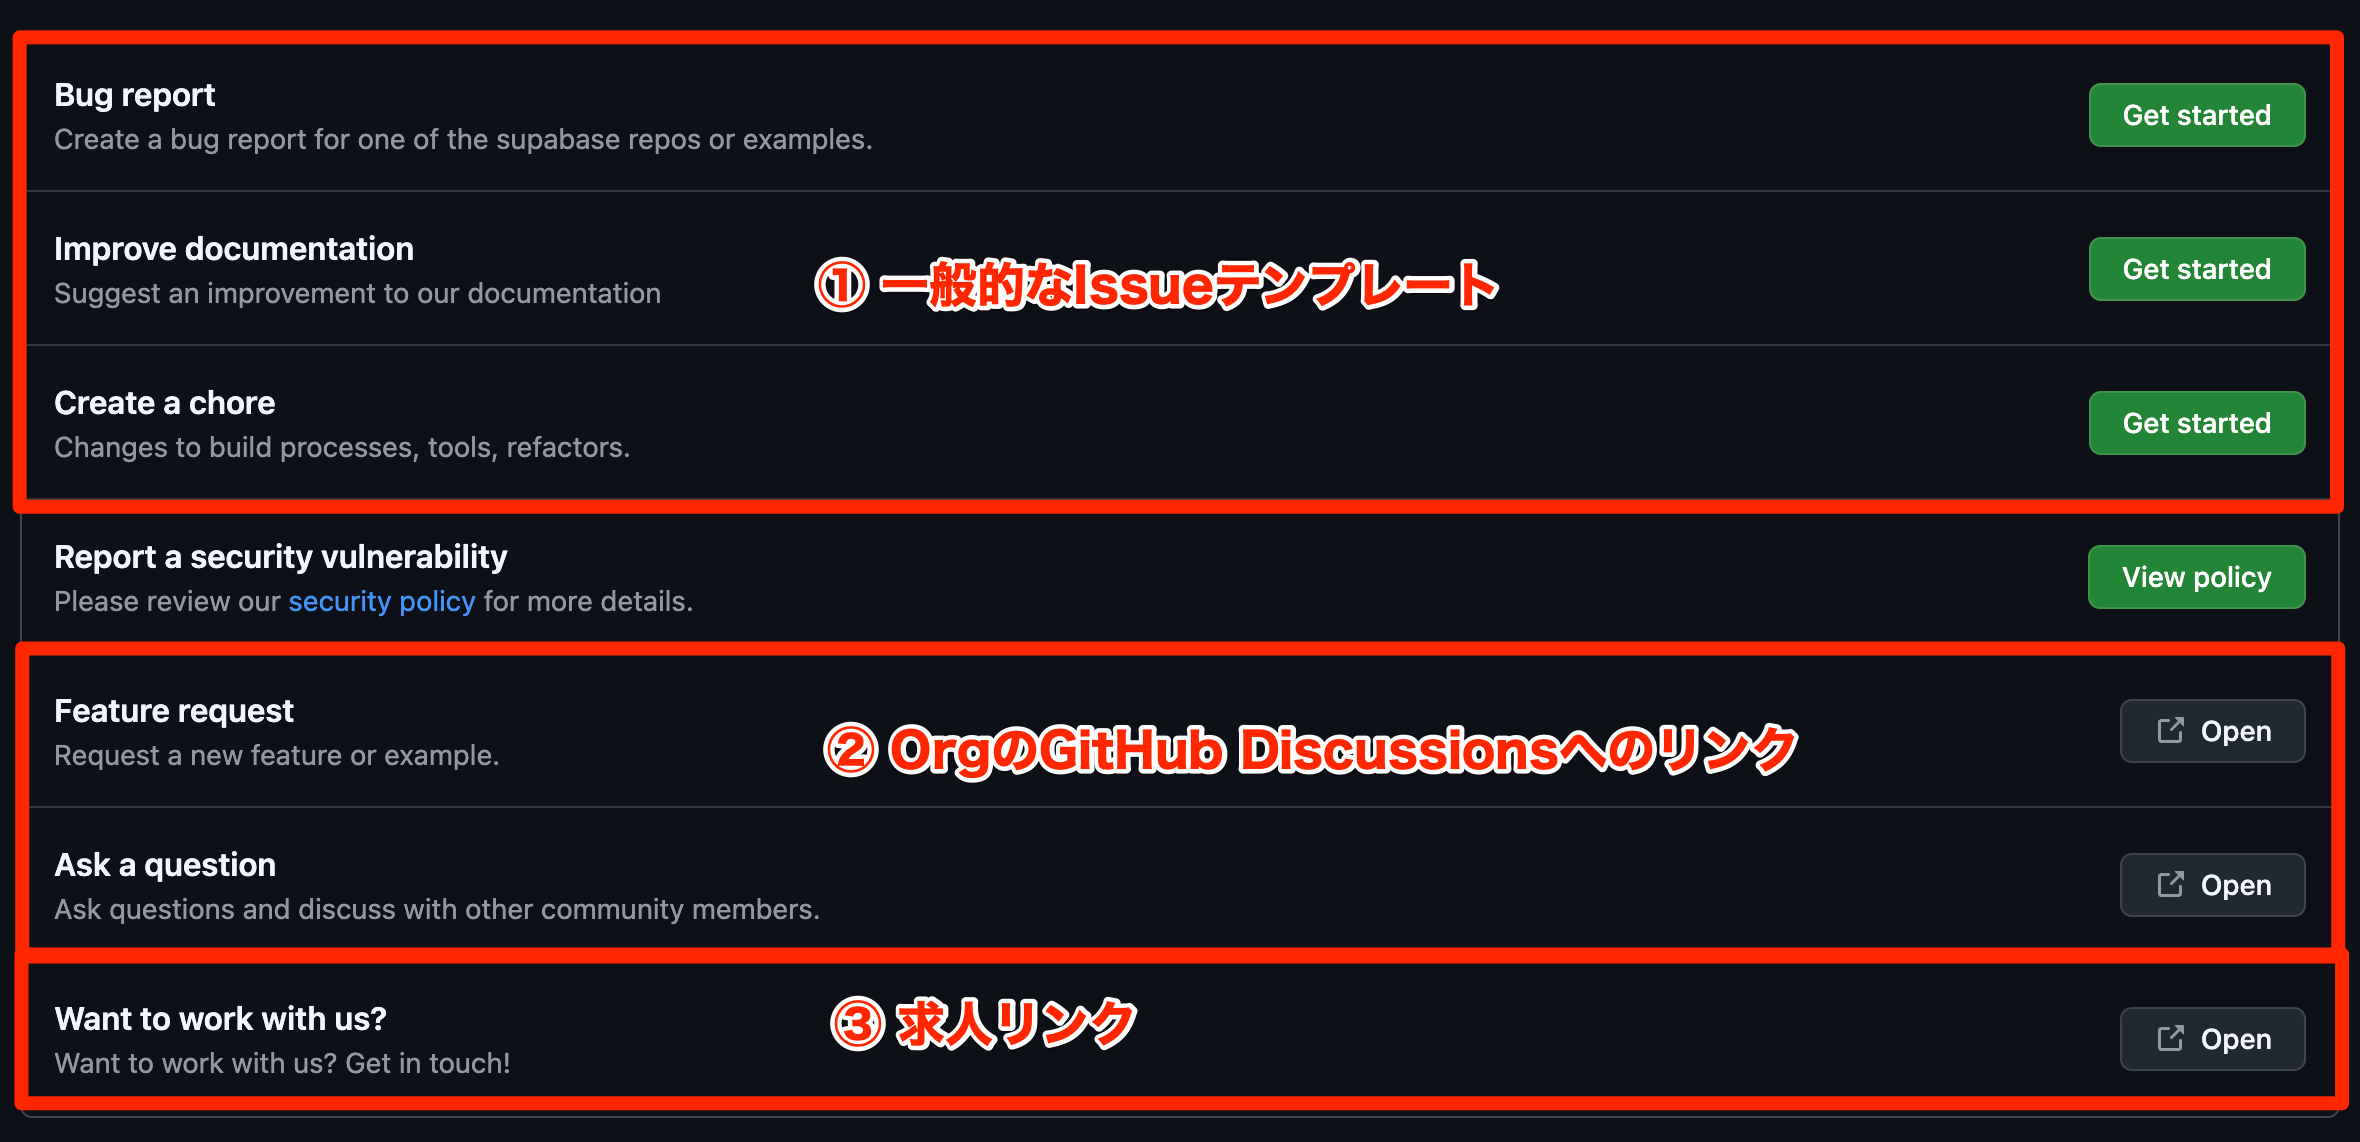 Bug report
Get started
Create a bug report for one of the supabase repos or examples.
Improve documentation
Get started
Suggest an improvement to our documentation
① 一般的なIssueテンプレート
Create a chore
Get started
Changes to build processes, tools, refactors.
Report a security vulnerability
View policy
Please review our security policy for more details.
Feature request
Open
Request a new feature or example.
② OrgのGitHub Discussionsへのリンク
Ask a question
Open
Ask questions and discuss with other community members.
Want to work with us?
③ 求人リンク
Open
Want to work with us? Get in touch!